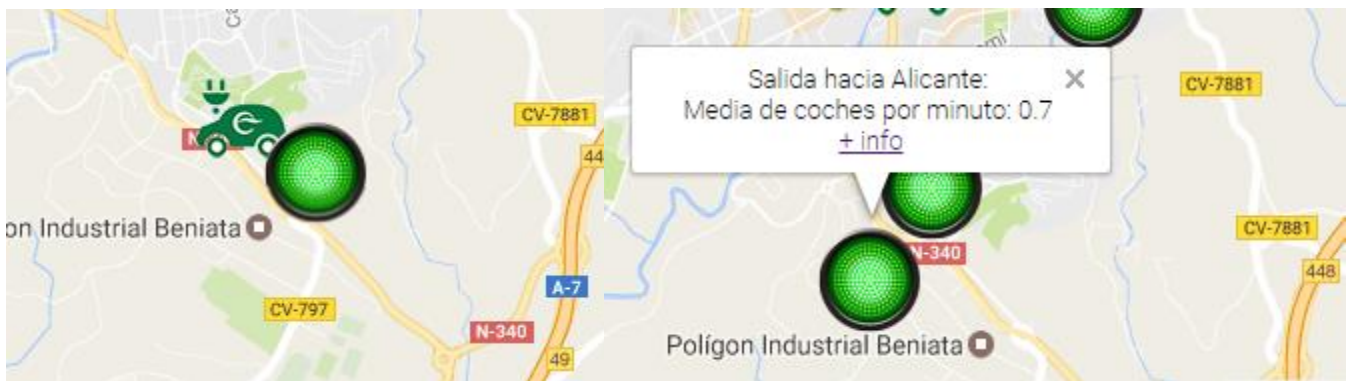 CV-7881
44
on Industrial Beniata
A-7
CV-797
N-340
49
Salida hacia Alicante:
Media de coches por minuto: 0.7
+ info
CV-7881
N-340
CV-7881
448
Polígon Industrial Beniata